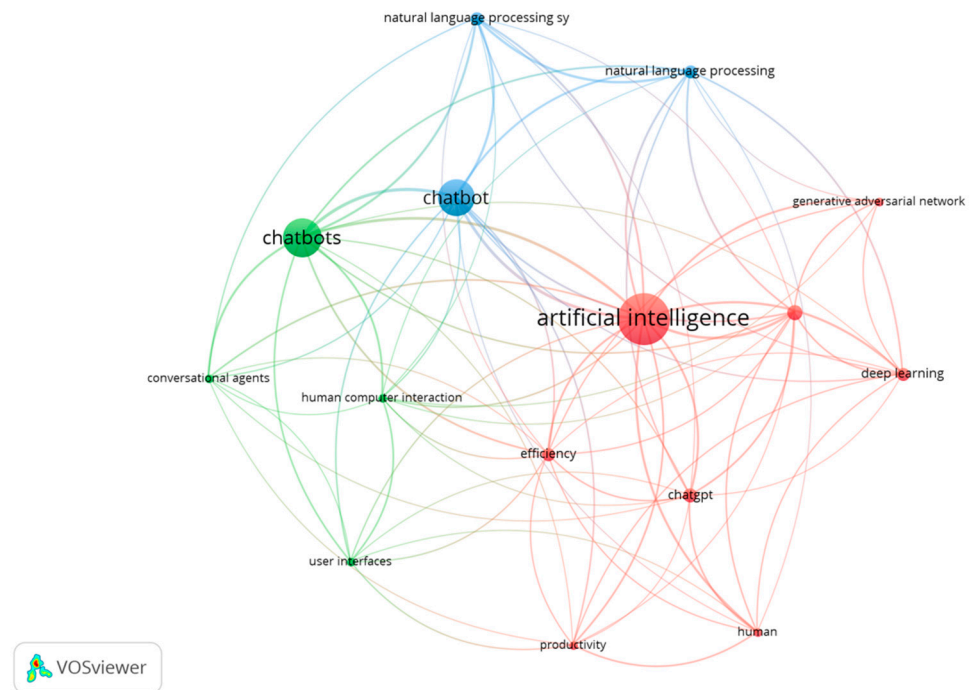 natural language processing sy
natural language processing
chatbot
generative adversarial network
chatbots
artificial intelligence
deep learning
conversational agents
human computer interaction
efficiency
chatgpt
user interfaces
human
productivity
VOSviewer